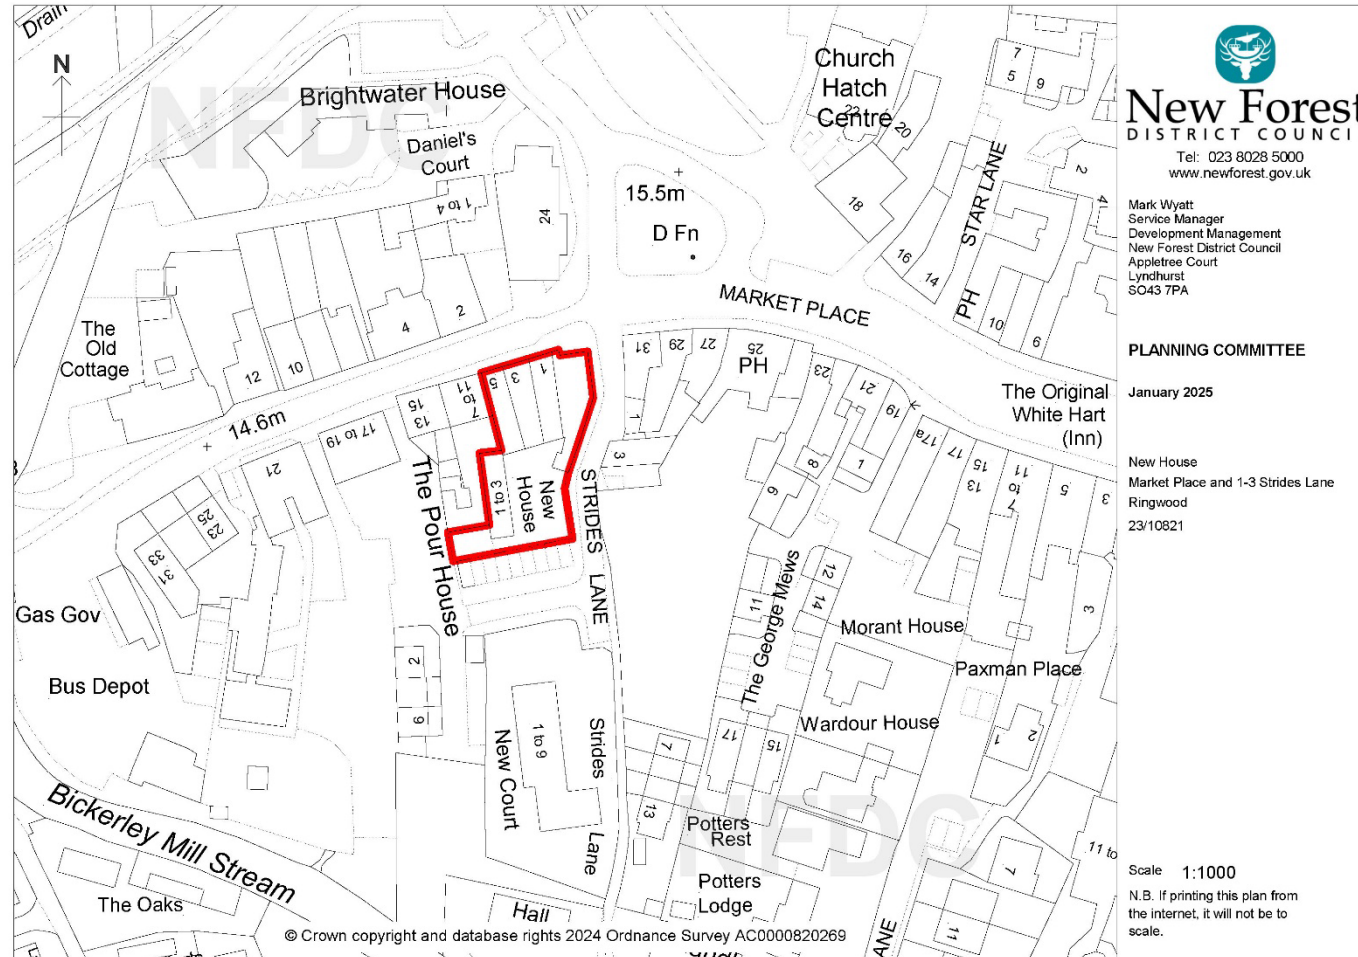 Drain
N
NFDC
Brightwater House
Daniel's
Court
1 to 4
24
Church
Hatch
Centre
22
20
18
16
14
7
5
9
2
4
STAR LANE
PH
10
6
15.5m
D Fn
MARKET PLACE
The
Old
Cottage
12
10
4
2
14.6m
15
13
11
7 to
5
3
1
31
29
27
25
PH
23
21
19
17a
17
15
13
11
7 to
5
3
The Original
White Hart
(Inn)
21
17 to 19
The Pour House
1 to 3
New
House
STRIDES
LANE
1
3
8
6
1
25
23
33
31
Gas Gov
Bus Depot
2
6
New Court
1 to 9
Strides
Lane
11
The George Mews
12
14
Morant House
Paxman Place
3
Wardour House
1
2
17
15
7
13
NFDC
Potters
Rest
Potters
Lodge
7
11 to
11
ANE
Bickerley Mill Stream
The Oaks
Hall
© Crown copyright and database rights 2024 Ordnance Survey AC0000820269
New Forest
DISTRICT COUNCI
Tel: 023 8028 5000
www.newforest.gov.uk
Mark Wyatt
Service Manager
Development Management
New Forest District Council
Appletree Court
Lyndhurst
SO43 7PA
PLANNING COMMITTEE
January 2025
New House
Market Place and 1-3 Strides Lane
Ringwood
23/10821
Scale 1:1000
N.B. If printing this plan from
the internet, it will not be to
scale.